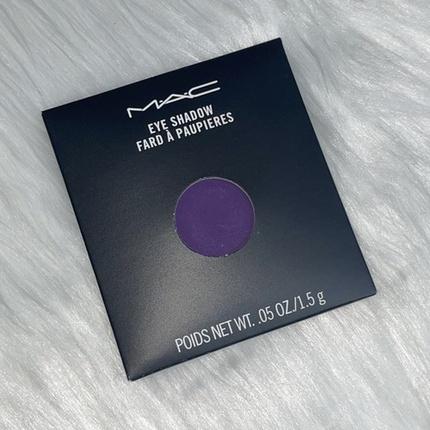 M·A·C
EYE SHADOW
FARD À PAUPIERES
POIDS NET WT. .05 OZ/1.5 g